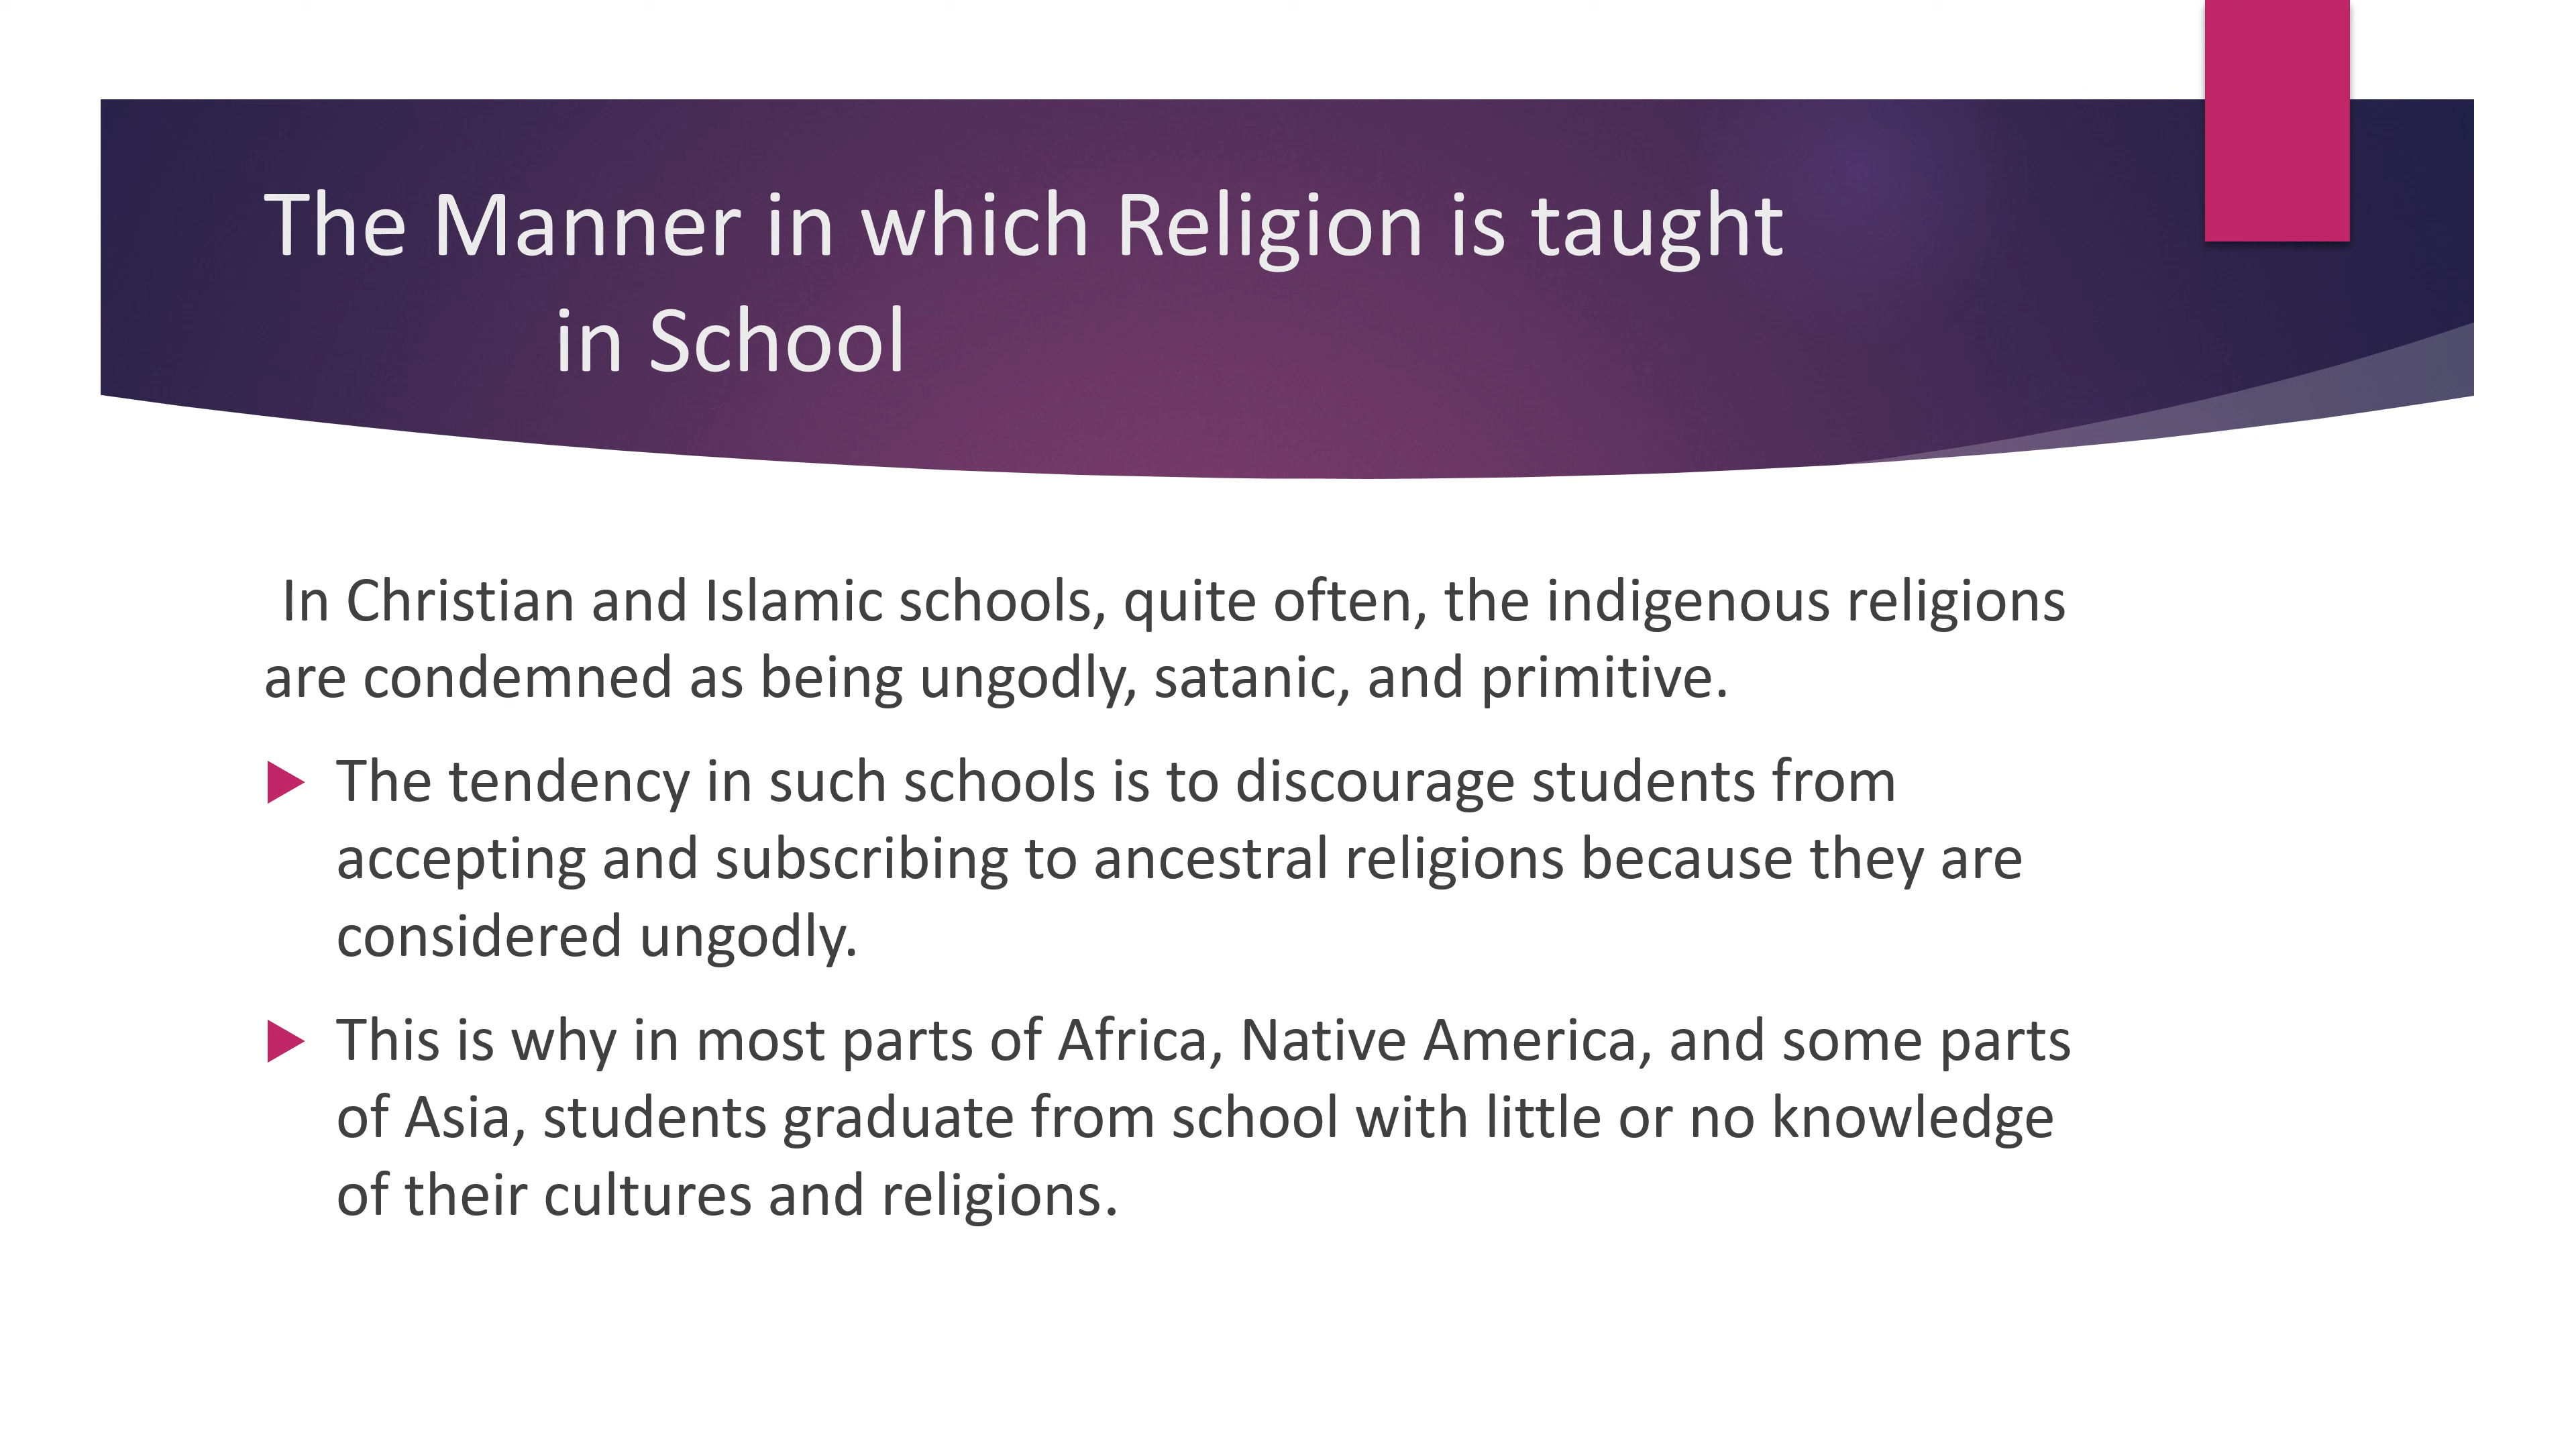 The Manner in which Religion is taught
in School
In Christian and Islamic schools, quite often, the indigenous religions
are condemned as being ungodly, satanic, and primitive.
The tendency in such schools is to discourage students from
accepting and subscribing to ancestral religions because they are
considered ungodly.
This is why in most parts of Africa, Native America, and some parts
of Asia, students graduate from school with little or no knowledge
of their cultures and religions.